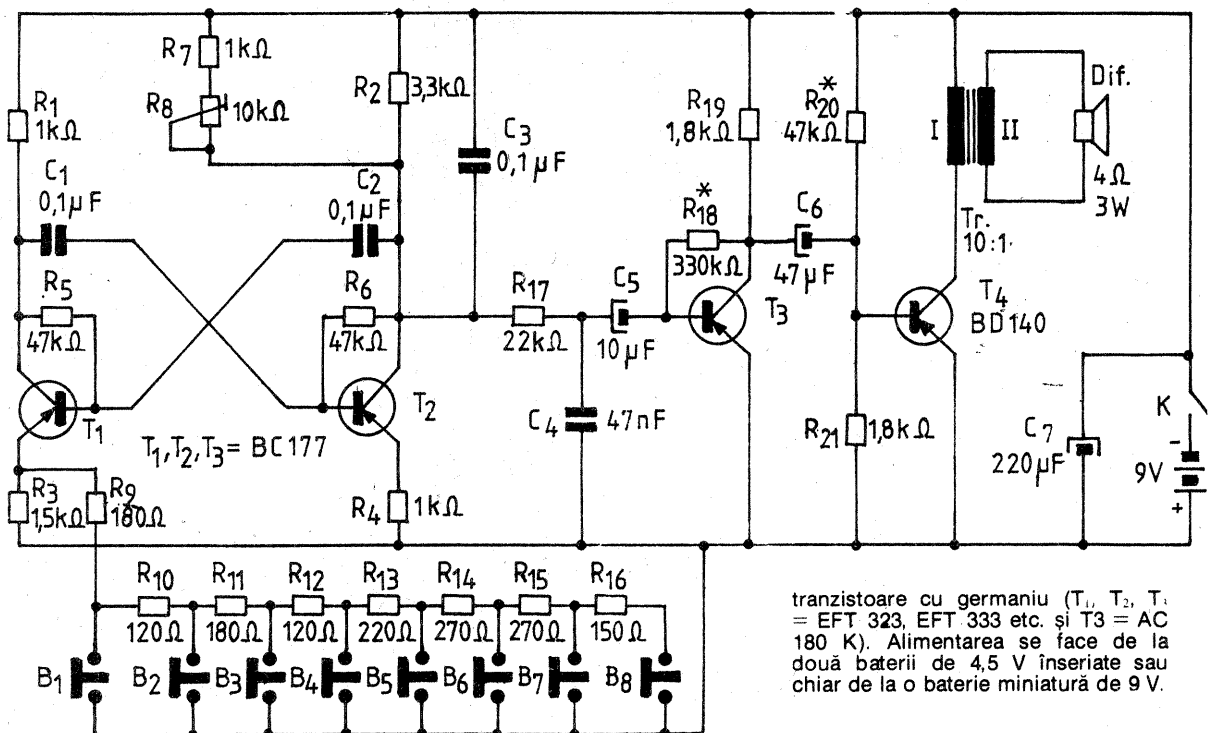 R7 1kΩ
R8 10kΩ
R2 3,3kΩ
R1 1kΩ
C1 0,1µF
C2 0,1µF
C3 0,1µF
R19 1,8kΩ
R20* 47kΩ
I II
Dif.
4Ω
3W
Tr.
10:1
R18* 330kΩ
C6 47µF
R5 47kΩ
R6 47kΩ
R17 22kΩ
C5 10µF
T3
T4
BD140
T1
T2
T1,T2,T3= BC177
C4 47nF
R21 1,8kΩ
C7 220µF
K
-
9V
+
R3 1,5kΩ
R9 180Ω
R4 1kΩ
R10 R11 R12 R13 R14 R15 R16
120Ω 180Ω 120Ω 220Ω 270Ω 270Ω 150Ω
B1 B2 B3 B4 B5 B6 B7 B8
tranzistoare cu germaniu (T1, T2, T3
= EFT 323, EFT 333 etc. și T3 = AC
180 K). Alimentarea se face de la
două baterii de 4,5 V înseriate sau
chiar de la o baterie miniatură de 9 V.